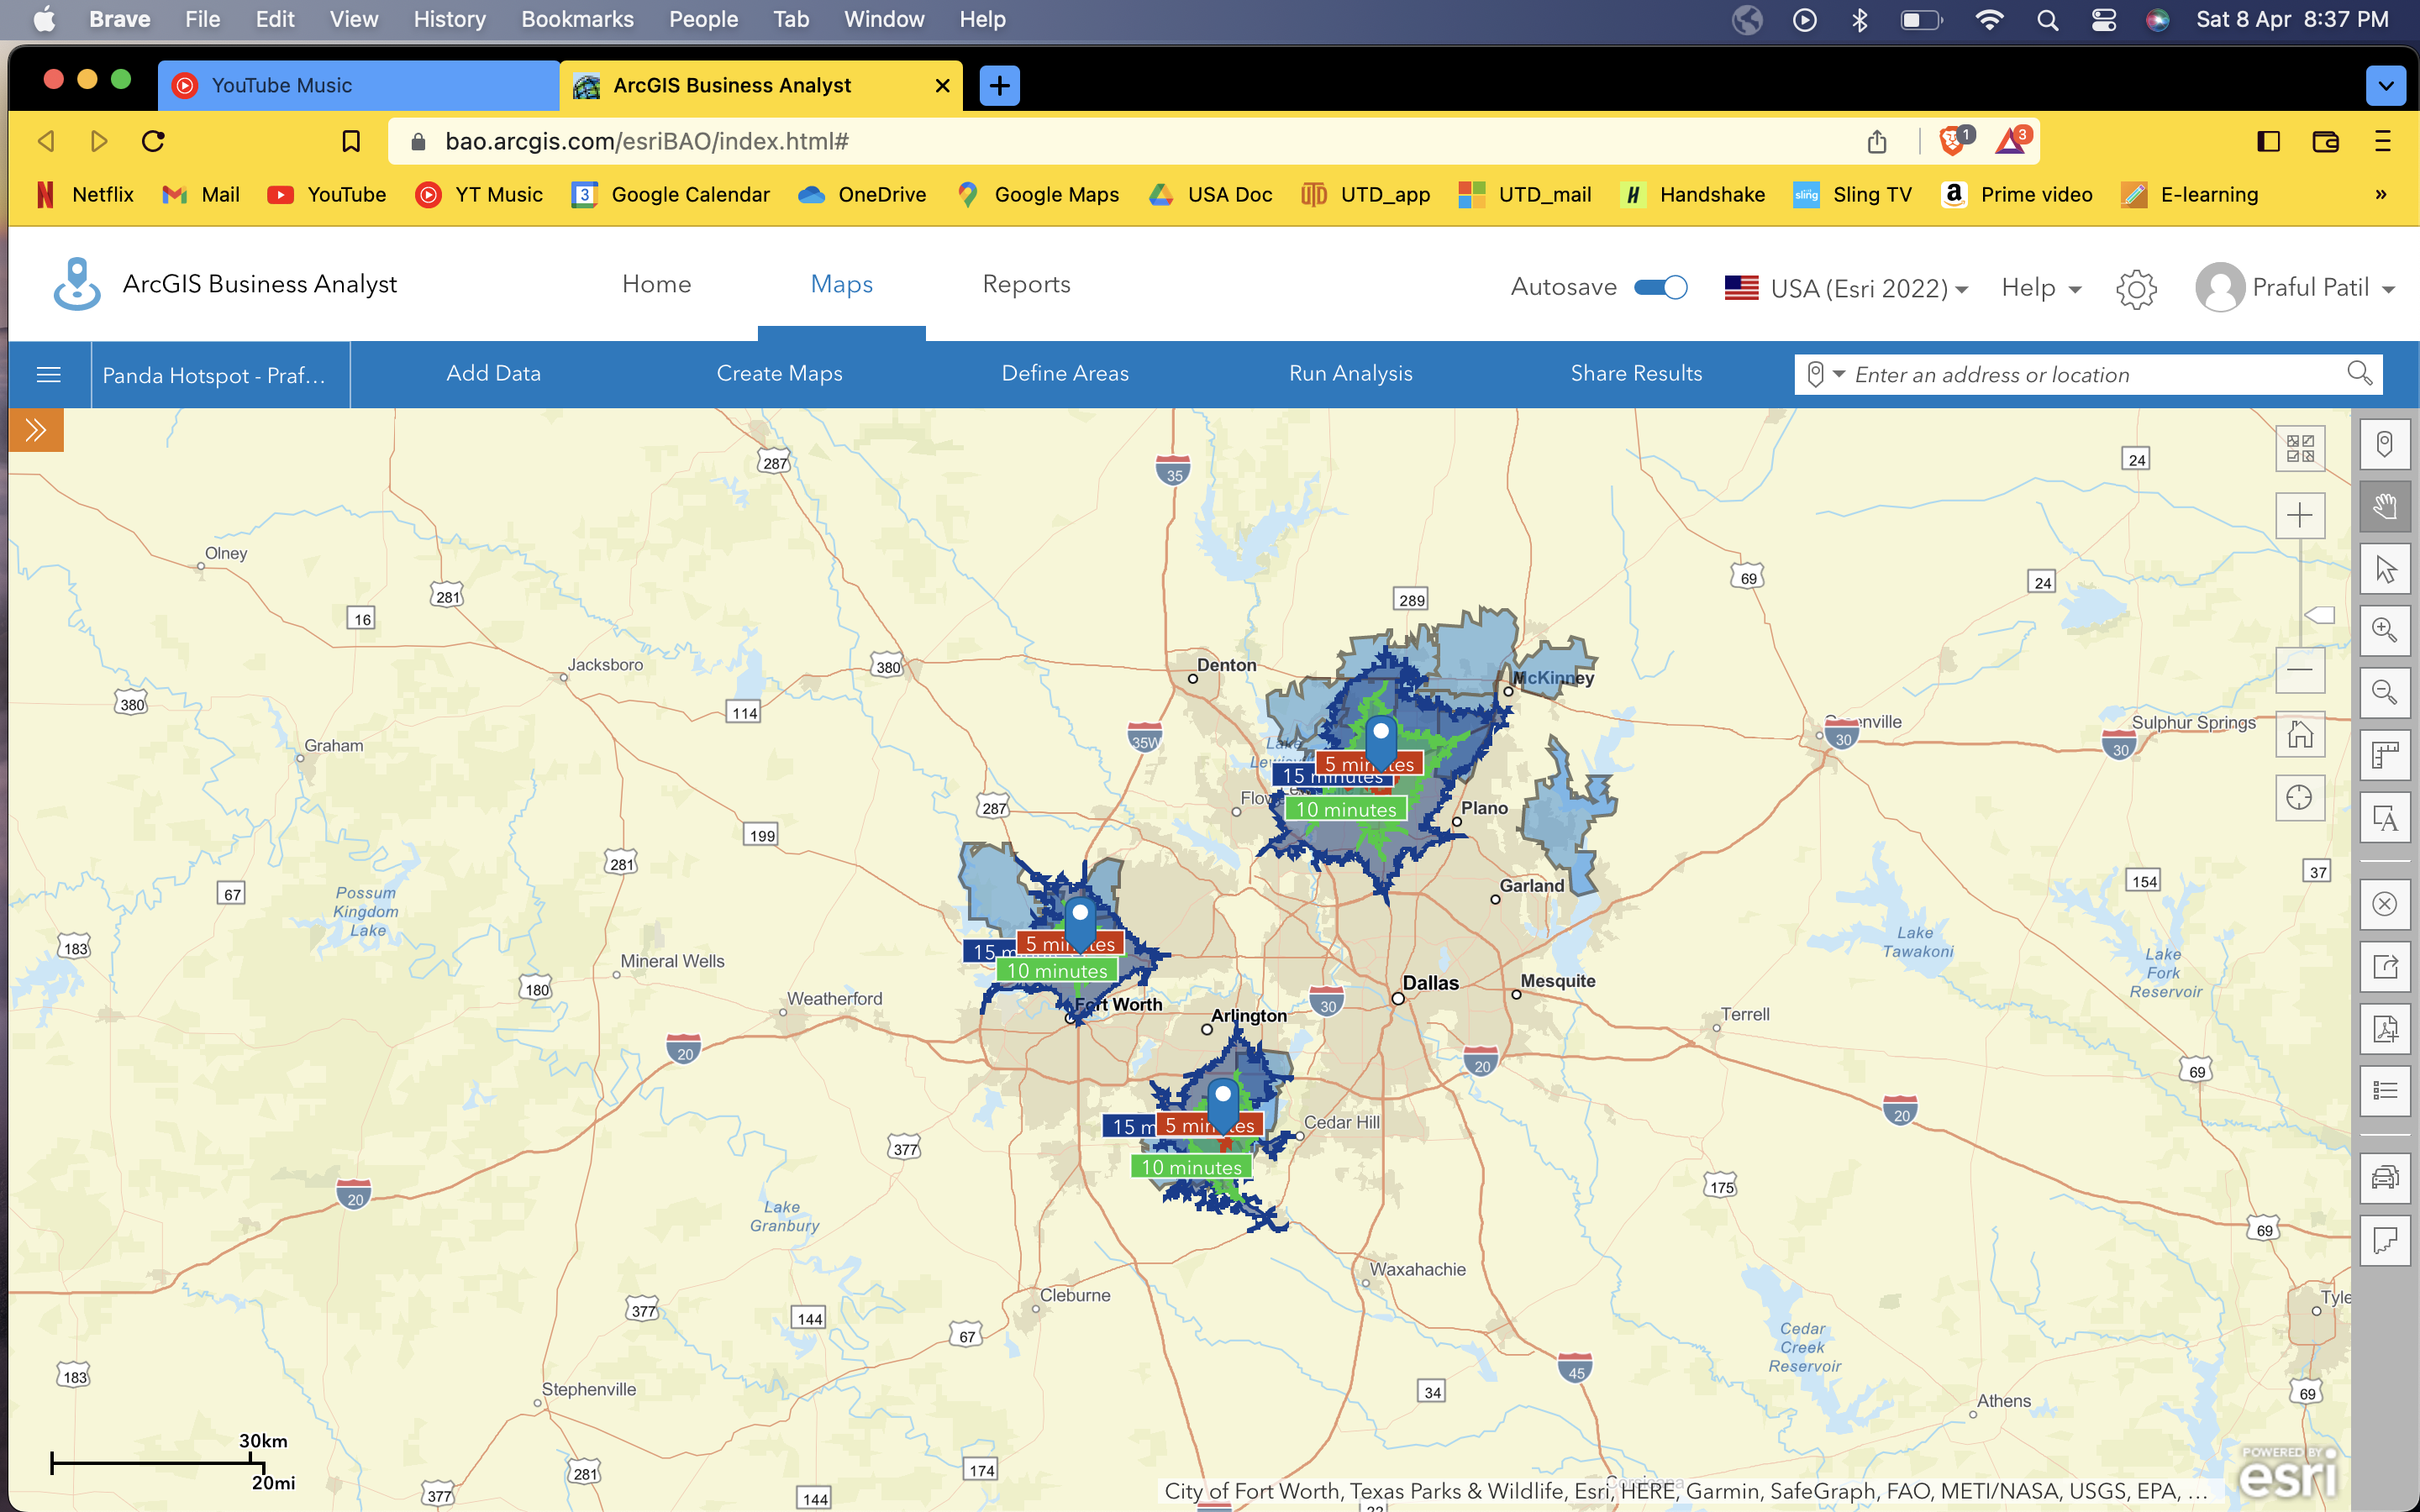 Brave File Edit View History Bookmarks People Tab Window Help Sat 8 Apr 8:37 PM
YouTube Music ArcGIS Business Analyst
bao.arcgis.com/esriBAO/index.html# 1 3
Netflix Mail YouTube YT Music 3 Google Calendar OneDrive Google Maps USA Doc UTD_app UTD_mail Handshake sling Sling TV Prime video E-learning »
ArcGIS Business Analyst Home Maps Reports Autosave USA (Esri 2022) Help Praful Patil
Panda Hotspot - Praf... Add Data Create Maps Define Areas Run Analysis Share Results Enter an address or location
287
35
24
Olney
281
16
289
69
24
Jacksboro
380
Denton
McKinney
380
114
Graham
35W
30
Sulphur Springs
30
Lake
5 minutes
15 minutes
10 minutes
287
Plano
199
281
67
Possum
Kingdom
Lake
Garland
154
37
183
Mineral Wells
15 m
5 minutes
10 minutes
Lake
Tawakoni
Lake
Fork
Reservoir
180
Weatherford
Fort Worth
30
Dallas
Mesquite
Arlington
Terrell
20
20
69
20
377
15 m
5 minutes
Cedar Hill
10 minutes
175
20
Lake
Granbury
69
Waxahachie
Cleburne
377
144
67
Tyle
Cedar
Creek
Reservoir
183
Stephenville
45
34
69
Athens
30km
20mi
377
281
144
174
POWERED BY
esri
City of Fort Worth, Texas Parks & Wildlife, Esri, HERE, Garmin, SafeGraph, FAO, METI/NASA, USGS, EPA, ...